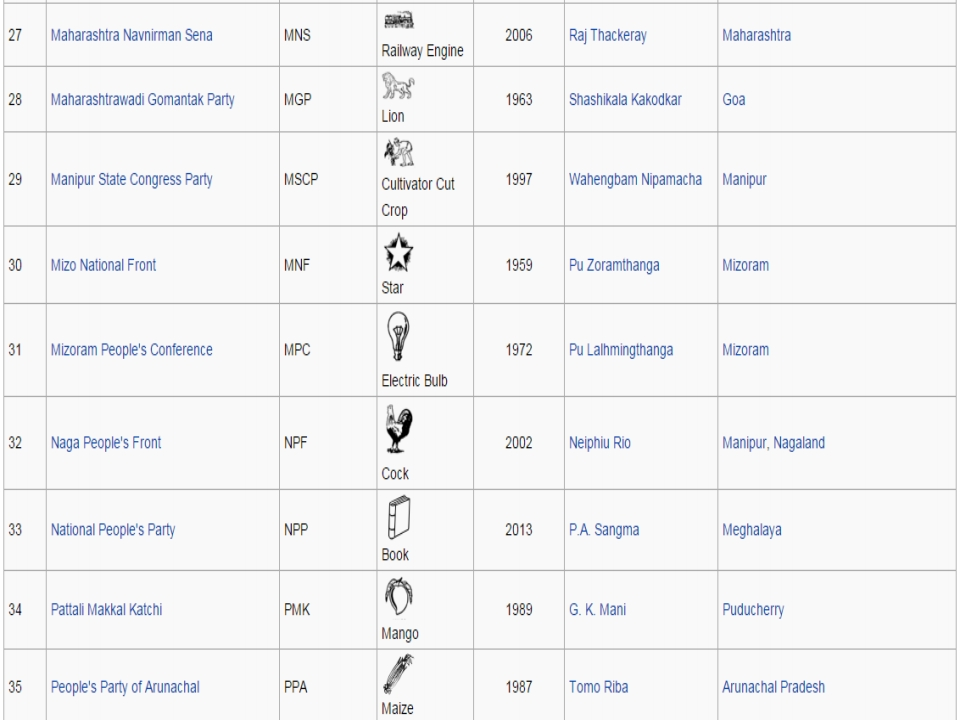 27 Maharashtra Navnirman Sena MNS Railway Engine 2006 Raj Thackeray Maharashtra
28 Maharashtrawadi Gomantak Party MGP Lion 1963 Shashikala Kakodkar Goa
29 Manipur State Congress Party MSCP Cultivator Cut Crop 1997 Wahengbam Nipamacha Manipur
30 Mizo National Front MNF Star 1959 Pu Zoramthanga Mizoram
31 Mizoram People's Conference MPC Electric Bulb 1972 Pu Lalhmingthanga Mizoram
32 Naga People's Front NPF Cock 2002 Neiphiu Rio Manipur, Nagaland
33 National People's Party NPP Book 2013 P.A. Sangma Meghalaya
34 Pattali Makkal Katchi PMK Mango 1989 G. K. Mani Puducherry
35 People's Party of Arunachal PPA Maize 1987 Tomo Riba Arunachal Pradesh